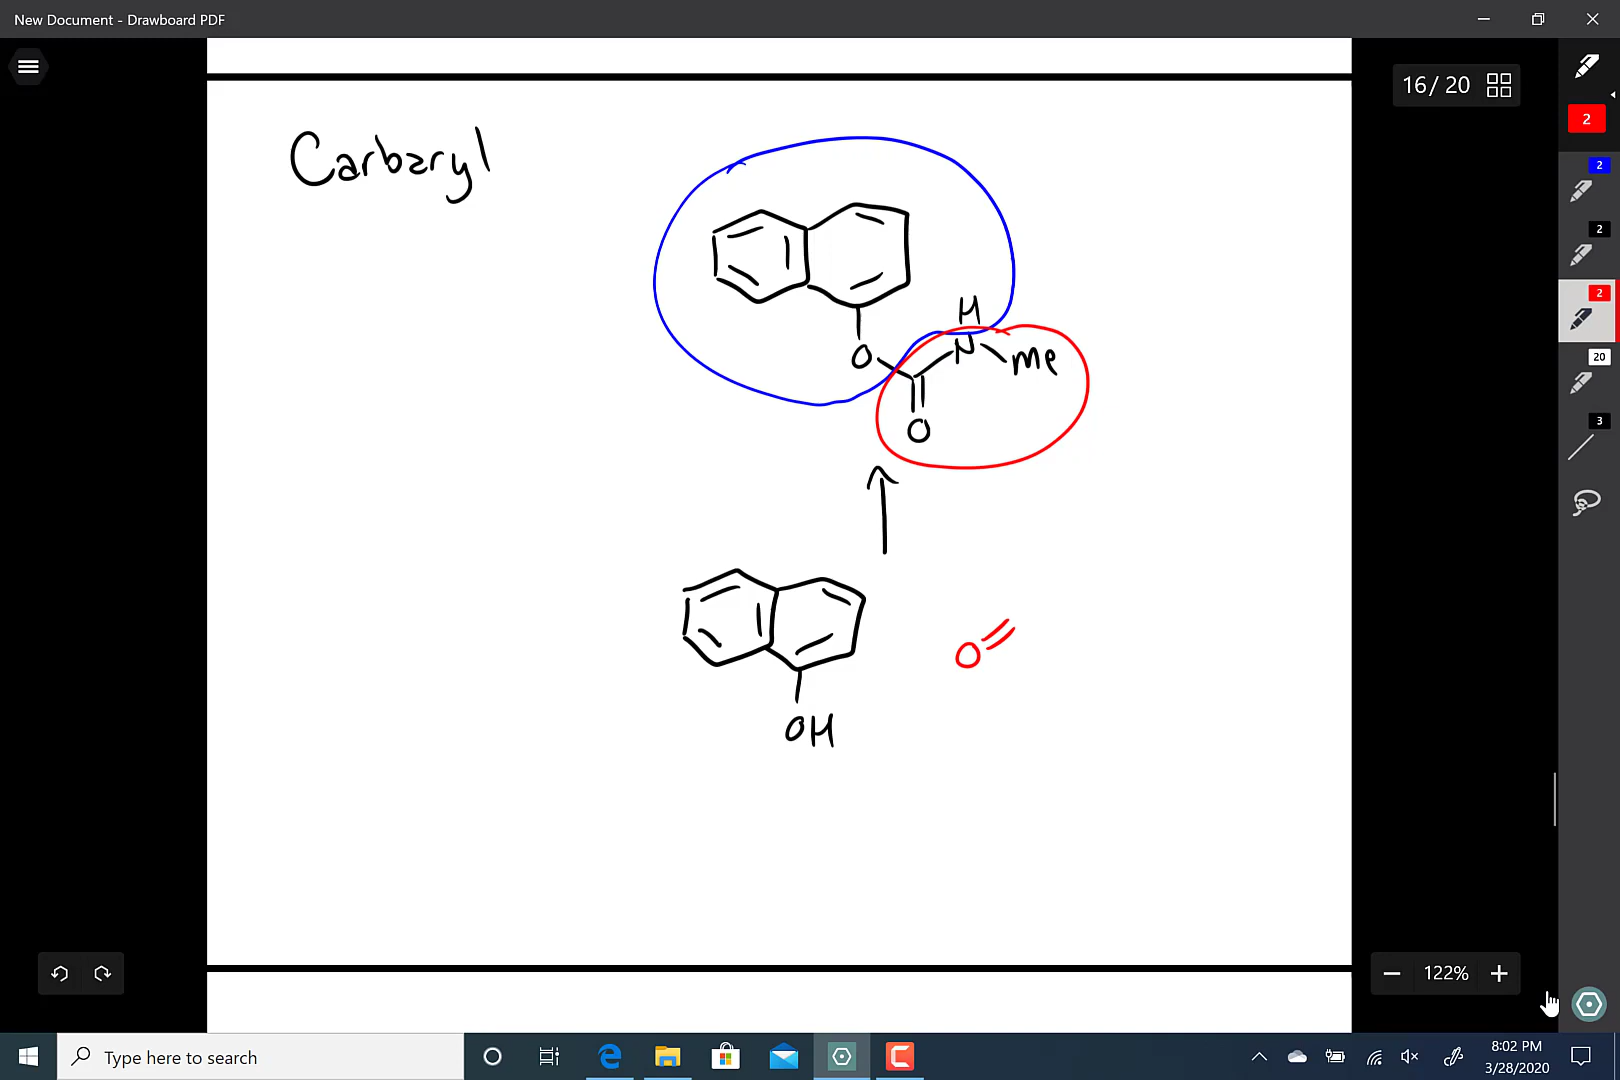 New Document - Drawboard PDF
16/ 20
2
2
2
2
20
3
Carbaryl
H
O
N
Me
O
O
OH
122%
Type here to search
8:02 PM
3/28/2020